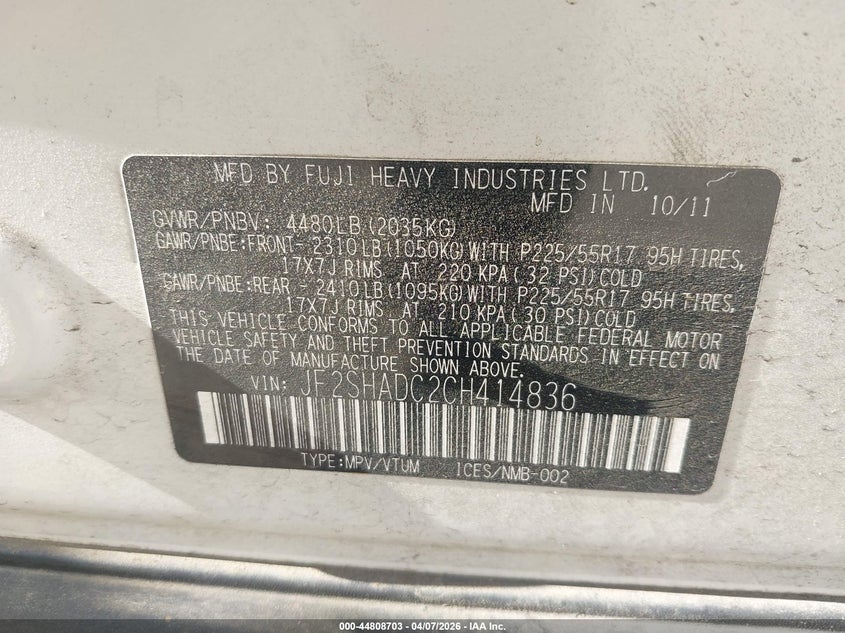 MFD BY FUJI HEAVY INDUSTRIES LTD.
MFD IN 10/11
GVWR/PNBV: 4480LB(2035KG)
GAWR/PNBE:FRONT- 2310LB(1050KG)WITH P225/55R17 95H TIRES,
17X7J RIMS AT 220 KPA(32 PSI)COLD
GAWR/PNBE:REAR - 2410LB(1095KG)WITH P225/55R17 95H TIRES,
17X7J RIMS AT 210 KPA(30 PSI)COLD
THIS VEHICLE CONFORMS TO ALL APPLICABLE FEDERAL MOTOR
VEHICLE SAFETY AND THEFT PREVENTION STANDARDS IN EFFECT ON
THE DATE OF MANUFACTURE SHOWN ABOVE.
VIN: JF2SHADC2CH414836
TYPE:MPV/VTUM ICES/NMB-002
000-44808703 - 04/07/2026 - IAA Inc.